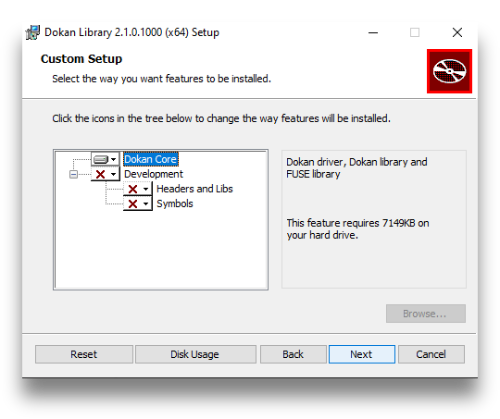 Dokan Library 2.1.0.1000 (x64) Setup
Custom Setup
Select the way you want features to be installed.
Click the icons in the tree below to change the way features will be installed.
Dokan Core
Development
Headers and Libs
Symbols
Dokan driver, Dokan library and
FUSE library
This feature requires 7149KB on
your hard drive.
Browse...
Reset
Disk Usage
Back
Next
Cancel